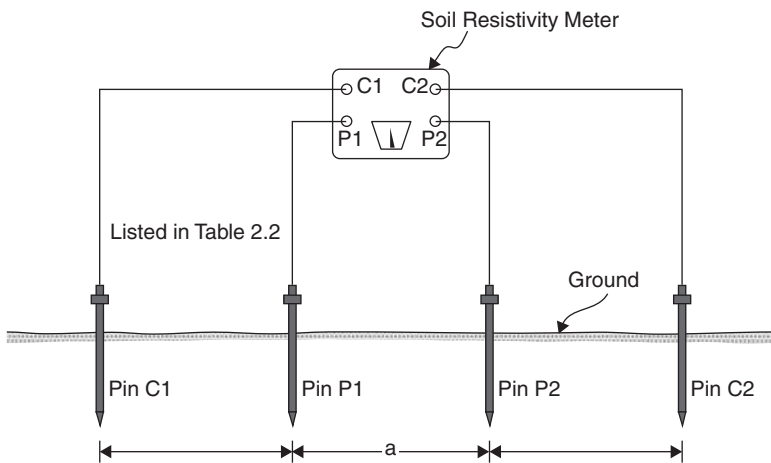 Soil Resistivity Meter
C1 C2
P1 P2
Listed in Table 2.2
Ground
Pin C1 Pin P1 Pin P2 Pin C2
a